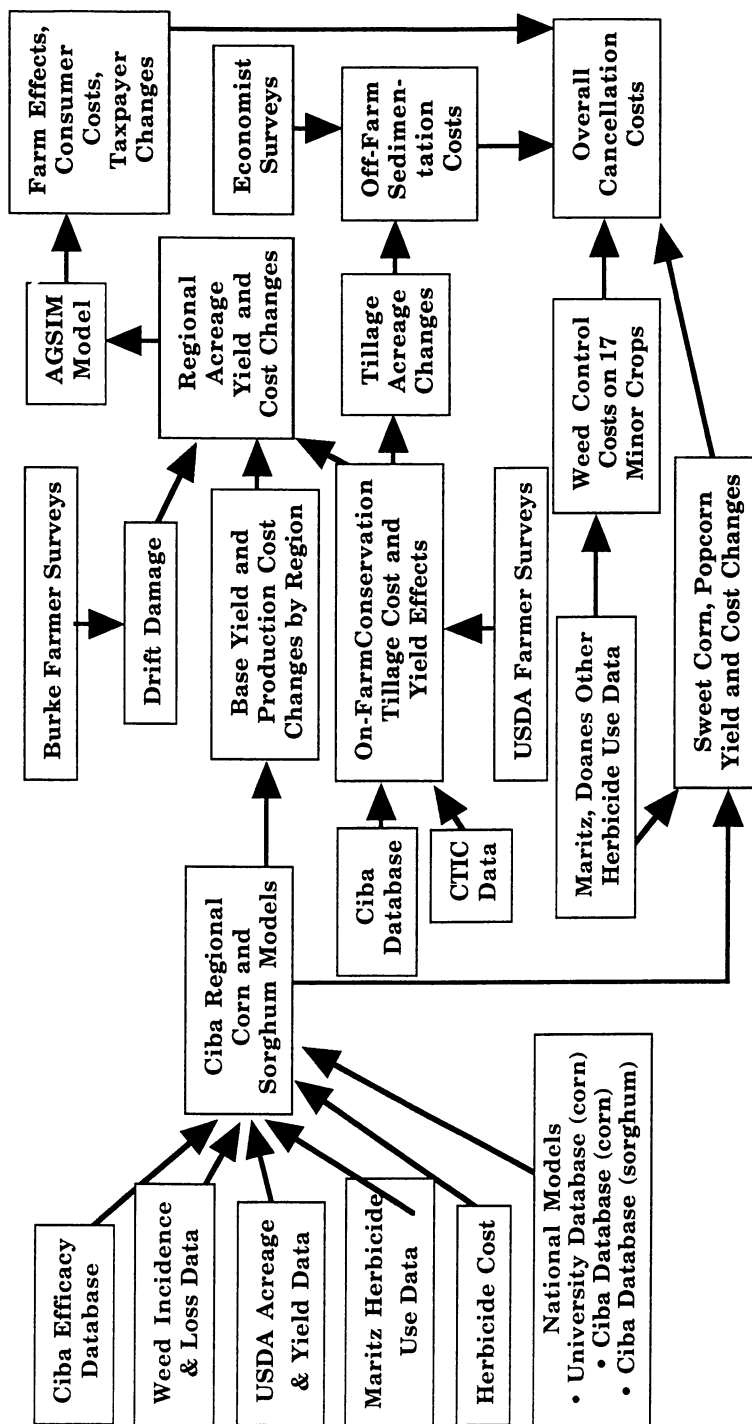 Ciba Efficacy
Database
Weed Incidence
& Loss Data
USDA Acreage
& Yield Data
Maritz Herbicide
Use Data
Herbicide Cost
National Models
• University Database (corn)
• Ciba Database (corn)
• Ciba Database (sorghum)
Ciba Regional
Corn and
Sorghum Models
Burke Farmer Surveys
Drift Damage
Base Yield and
Production Cost
Changes by Region
Ciba
Database
CTIC
Data
On-FarmConservation
Tillage Cost and
Yield Effects
USDA Farmer Surveys
Maritz, Doanes Other
Herbicide Use Data
Sweet Corn, Popcorn
Yield and Cost Changes
AGSIM
Model
Regional
Acreage
Yield and
Cost Changes
Tillage
Acreage
Changes
Weed Control
Costs on 17
Minor Crops
Farm Effects,
Consumer
Costs,
Taxpayer
Changes
Economist
Surveys
Off-Farm
Sedimen-
tation
Costs
Overall
Cancellation
Costs